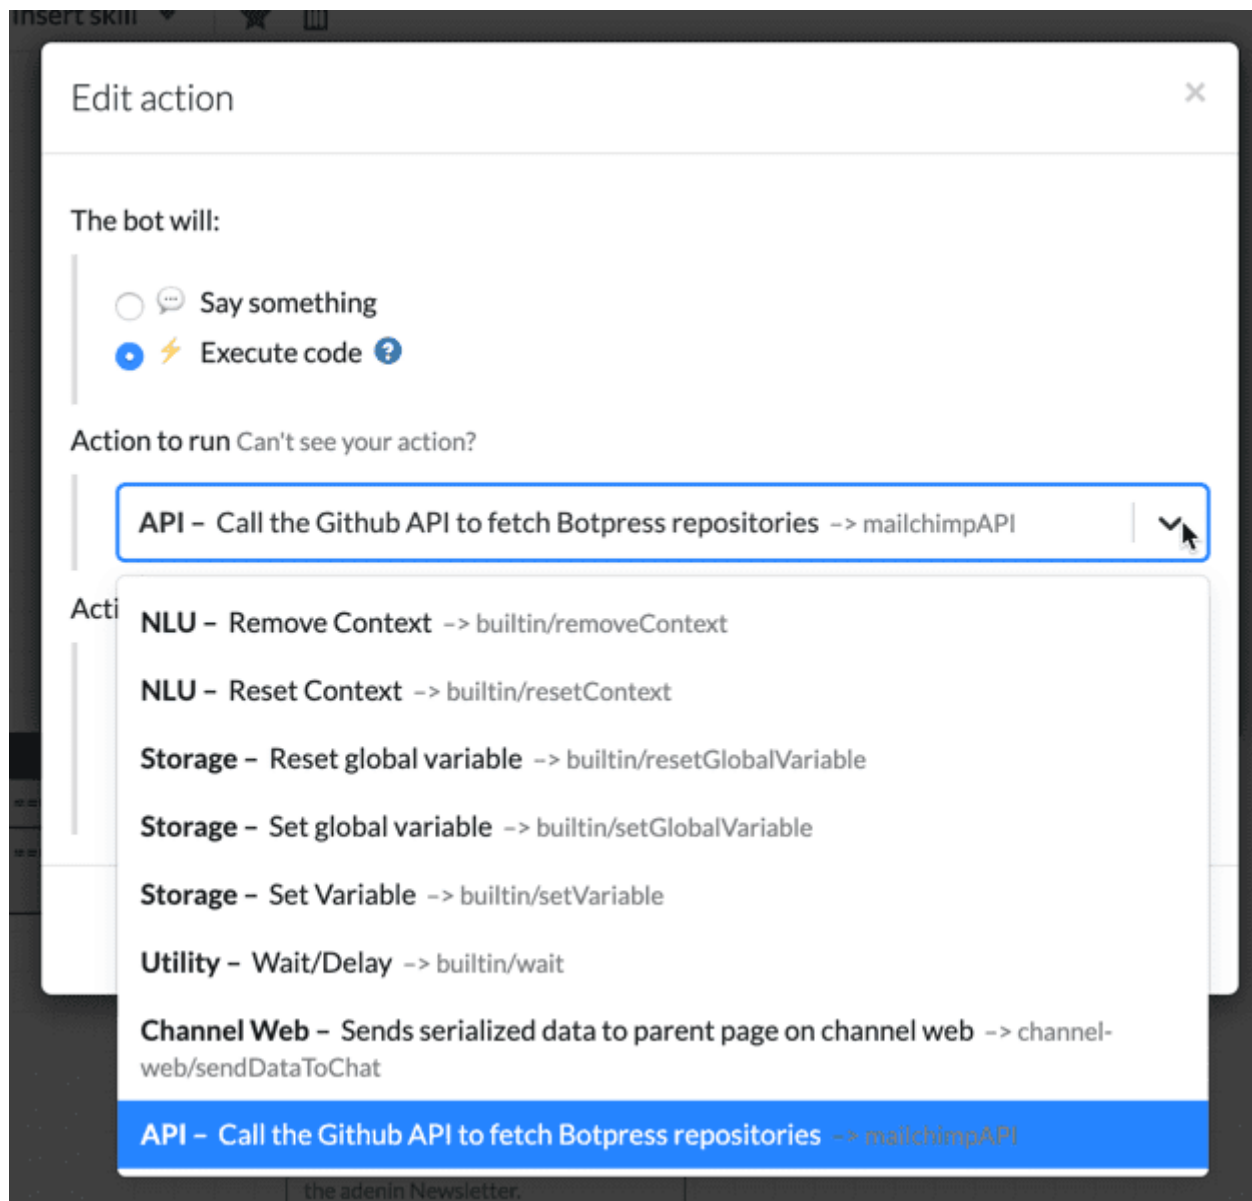 Insert skill
Edit action
×
The bot will:
Say something
Execute code ?
Action to run Can't see your action?
API – Call the Github API to fetch Botpress repositories –> mailchimpAPI
Acti
NLU – Remove Context –> builtin/removeContext
NLU – Reset Context –> builtin/resetContext
Storage – Reset global variable –> builtin/resetGlobalVariable
Storage – Set global variable –> builtin/setGlobalVariable
Storage – Set Variable –> builtin/setVariable
Utility – Wait/Delay –> builtin/wait
Channel Web – Sends serialized data to parent page on channel web –> channel-
web/sendDataToChat
API – Call the Github API to fetch Botpress repositories –> mailchimpAPI
the adenin Newsletter.